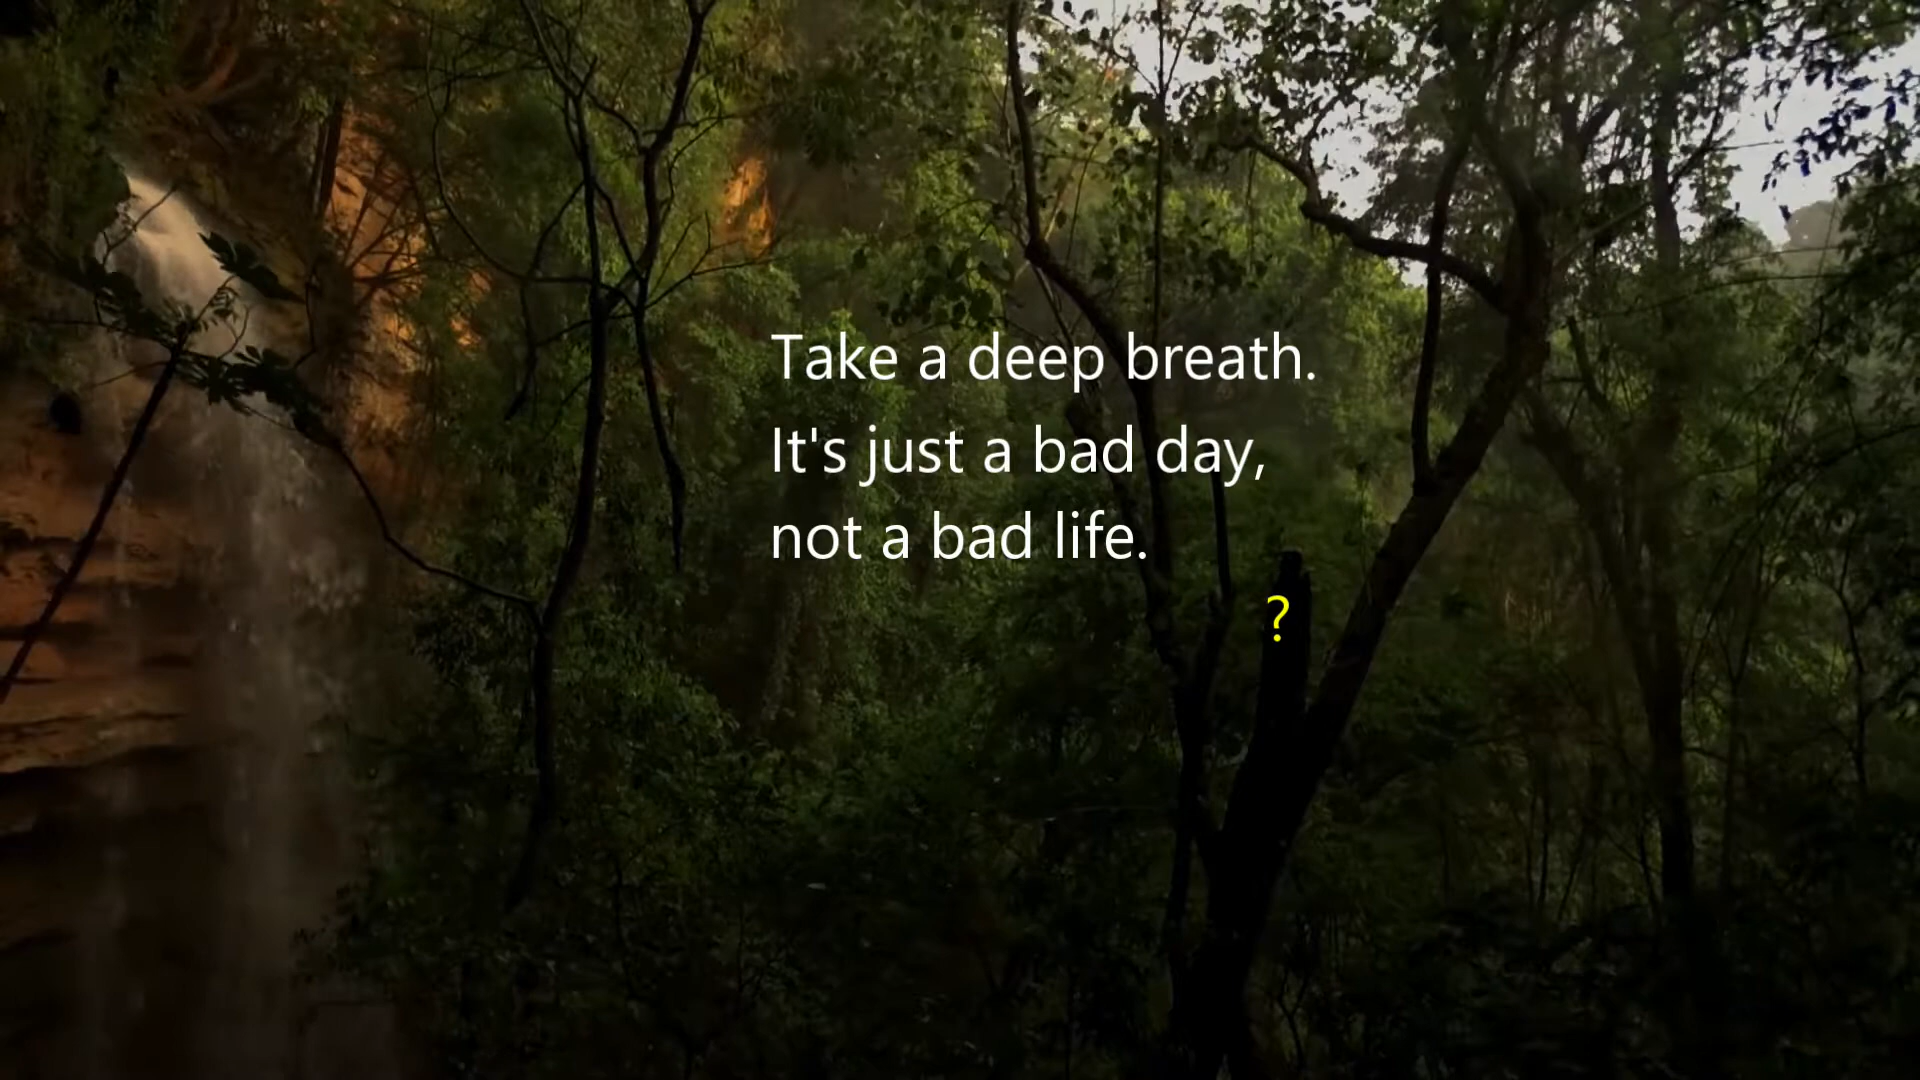 Take a deep breath.
It's just a bad day,
not a bad life.
?